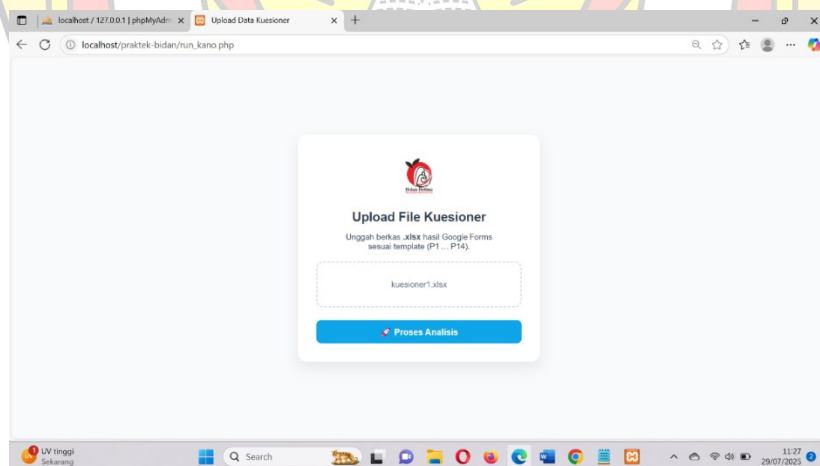 localhost / 127.0.0.1 | phpMyAdm
Upload Data Kuesioner
localhost/praktek-bidan/run_kano.php
Bidan Delima
Upload File Kuesioner
Unggah berkas .xlsx hasil Google Forms
sesuai template (P1 … P14).
kuesioner1.xlsx
Proses Analisis
UV tinggi
Sekarang
Search
11:27
29/07/2025